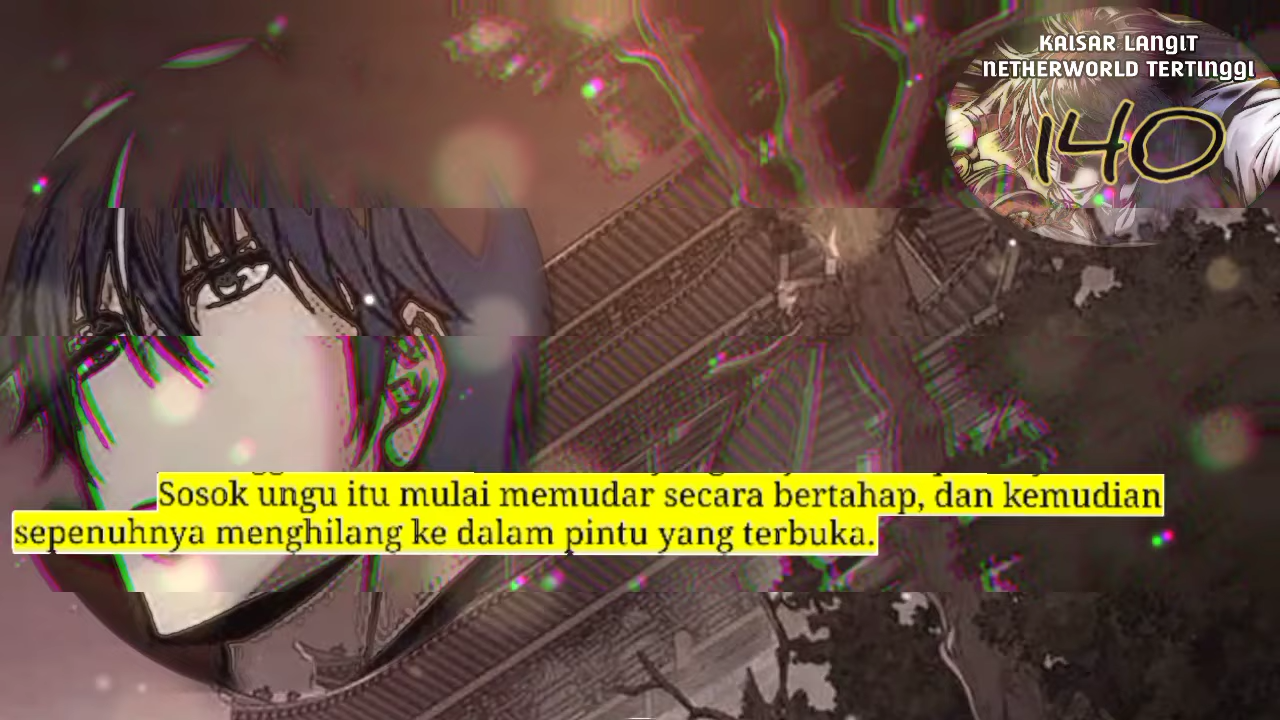 KAISAR LANGIT
NETHERWORLD TERTINGGI
140
Sosok ungu itu mulai memudar secara bertahap, dan kemudian
sepenuhnya menghilang ke dalam pintu yang terbuka.